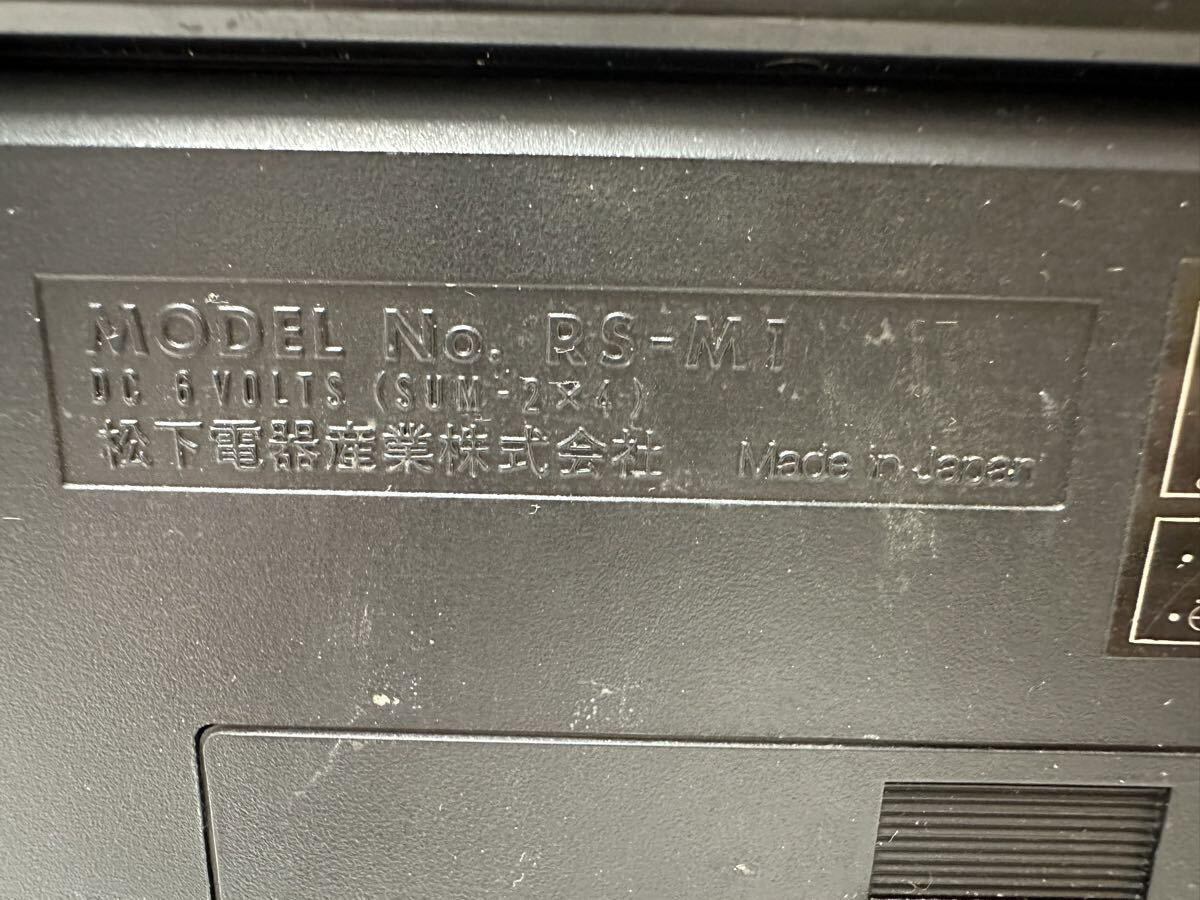 MODEL No. RS-M1
DC 6 VOLTS (SUM-2×4)
松下電器産業株式会社 Made in Japan